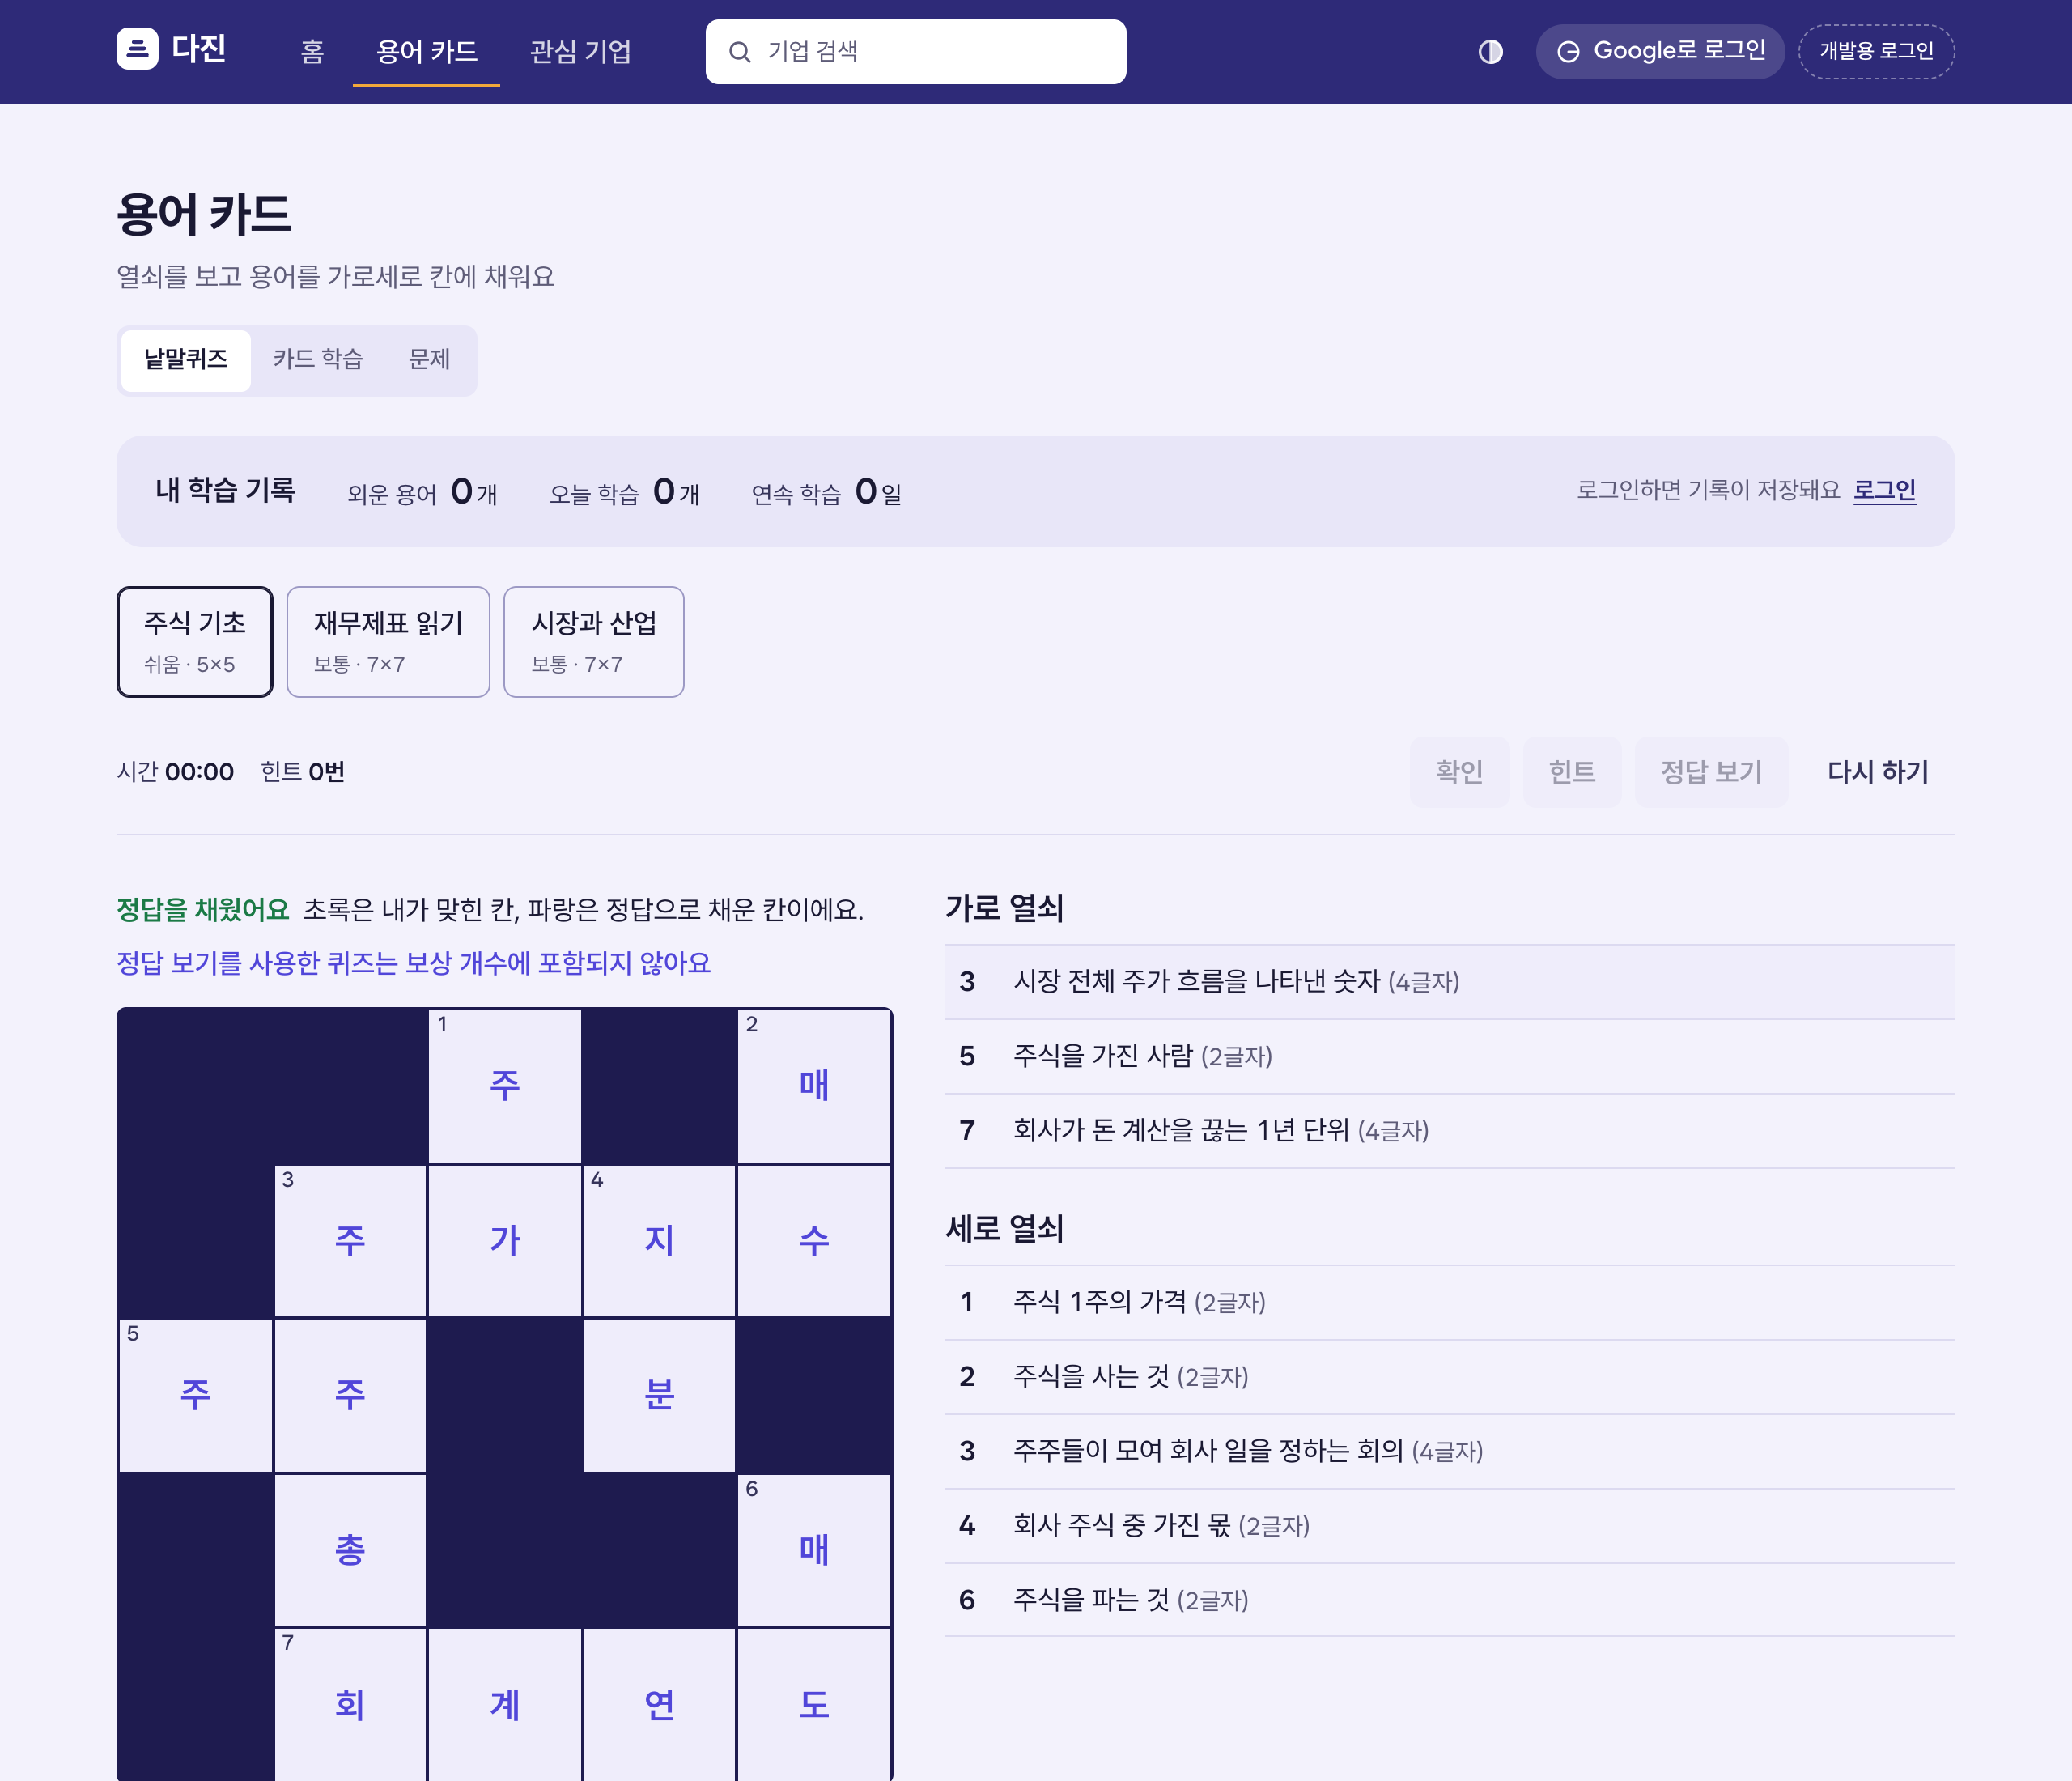 다진
홈
용어 카드
관심 기업
기업 검색
Google로 로그인
개발용 로그인
용어 카드
열쇠를 보고 용어를 가로세로 칸에 채워요
낱말퀴즈
카드 학습
문제
내 학습 기록
외운 용어 0개
오늘 학습 0개
연속 학습 0일
로그인하면 기록이 저장돼요 로그인
주식 기초
쉬움 · 5×5
재무제표 읽기
보통 · 7×7
시장과 산업
보통 · 7×7
시간 00:00
힌트 0번
확인
힌트
정답 보기
다시 하기
정답을 채웠어요 초록은 내가 맞힌 칸, 파랑은 정답으로 채운 칸이에요.
정답 보기를 사용한 퀴즈는 보상 개수에 포함되지 않아요
1 주 2 매
3 주 가 4 지 수
5 주 주 분
총 6 매
7 회 계 연 도
가로 열쇠
3 시장 전체 주가 흐름을 나타낸 숫자 (4글자)
5 주식을 가진 사람 (2글자)
7 회사가 돈 계산을 끊는 1년 단위 (4글자)
세로 열쇠
1 주식 1주의 가격 (2글자)
2 주식을 사는 것 (2글자)
3 주주들이 모여 회사 일을 정하는 회의 (4글자)
4 회사 주식 중 가진 몫 (2글자)
6 주식을 파는 것 (2글자)